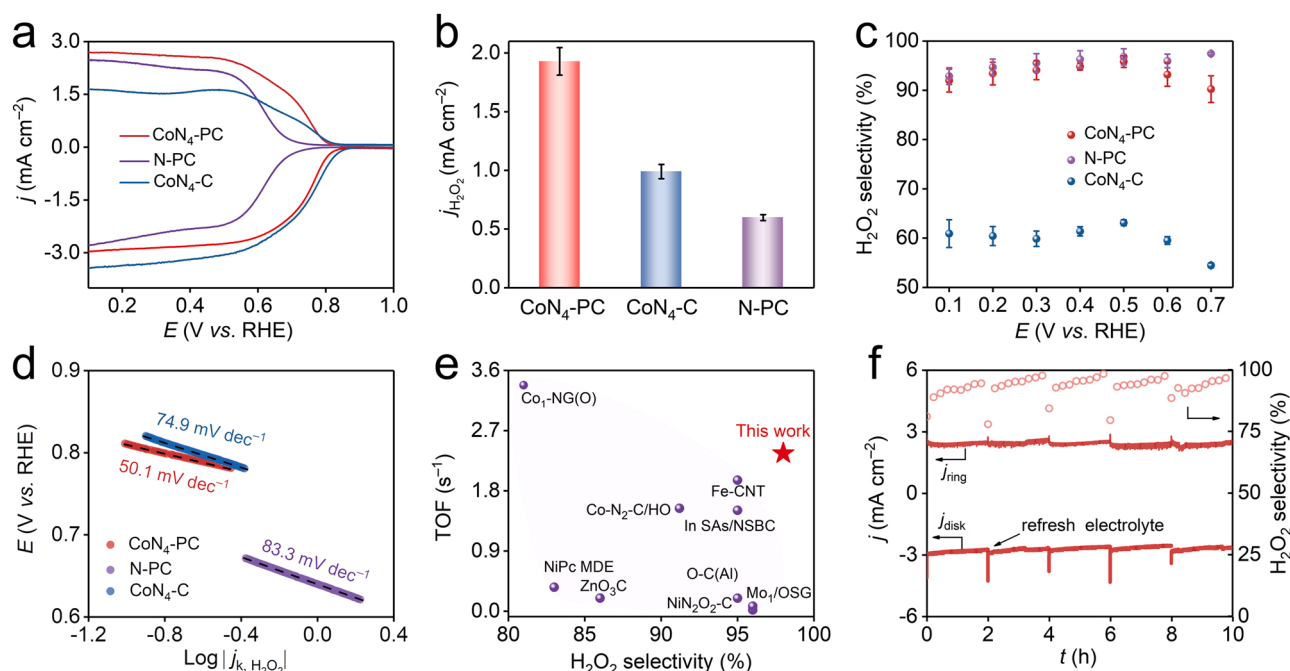 a
3.0
1.5
0.0
-1.5
-3.0
j (mA cm⁻²)
CoN₄-PC
N-PC
CoN₄-C
0.2 0.4 0.6 0.8 1.0
E (V vs. RHE)
b
2.0
1.5
1.0
0.5
0.0
j_H₂O₂ (mA cm⁻²)
CoN₄-PC CoN₄-C N-PC
c
100
90
80
70
60
50
H₂O₂ selectivity (%)
CoN₄-PC
N-PC
CoN₄-C
0.1 0.2 0.3 0.4 0.5 0.6 0.7
E (V vs. RHE)
d
0.9
0.8
0.7
0.6
E (V vs. RHE)
74.9 mV dec⁻¹
50.1 mV dec⁻¹
83.3 mV dec⁻¹
CoN₄-PC
N-PC
CoN₄-C
-1.2 -0.6 0.0 0.4
Log|j_k, H₂O₂|
e
3.6
2.7
1.8
0.9
0.0
TOF (s⁻¹)
Co₁-NG(O)
This work
Fe-CNT
Co-N₂-C/HO
In SAs/NSBC
NiPc MDE
ZnO₃C
O-C(Al)
NiN₂O₂-C
Mo₁/OSG
80 85 90 95 100
H₂O₂ selectivity (%)
f
6
3
0
-3
-6
j (mA cm⁻²)
j_ring
j_disk
refresh electrolyte
100
75
50
25
0
H₂O₂ selectivity (%)
0 2 4 6 8 10
t (h)